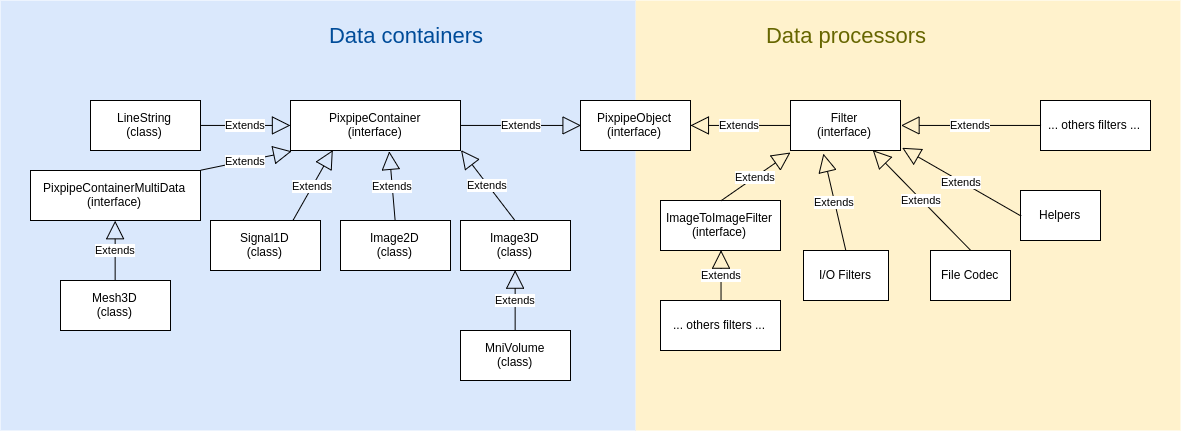 Data containers
Data processors
LineString
(class)
Extends
PixpipeContainer
(interface)
Extends
PixpipeObject
(interface)
Extends
Filter
(interface)
Extends
... others filters ...
Extends
PixpipeContainerMultiData
(interface)
Extends
Extends
Extends
Extends
Extends
Extends
Extends
Helpers
Signal1D
(class)
Image2D
(class)
Image3D
(class)
ImageToImageFilter
(interface)
Extends
Extends
Extends
I/O Filters
File Codec
Mesh3D
(class)
MniVolume
(class)
... others filters ...